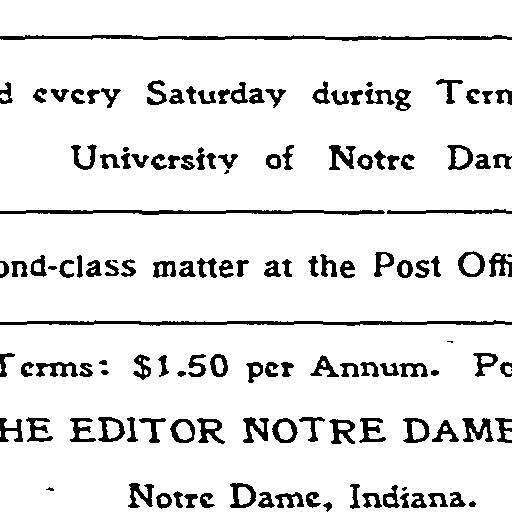 d every Saturday during Term
University of Notre Dam
ond-class matter at the Post Offi
Terms: $1.50 per Annum. Po
HE EDITOR NOTRE DAME
Notre Dame, Indiana.